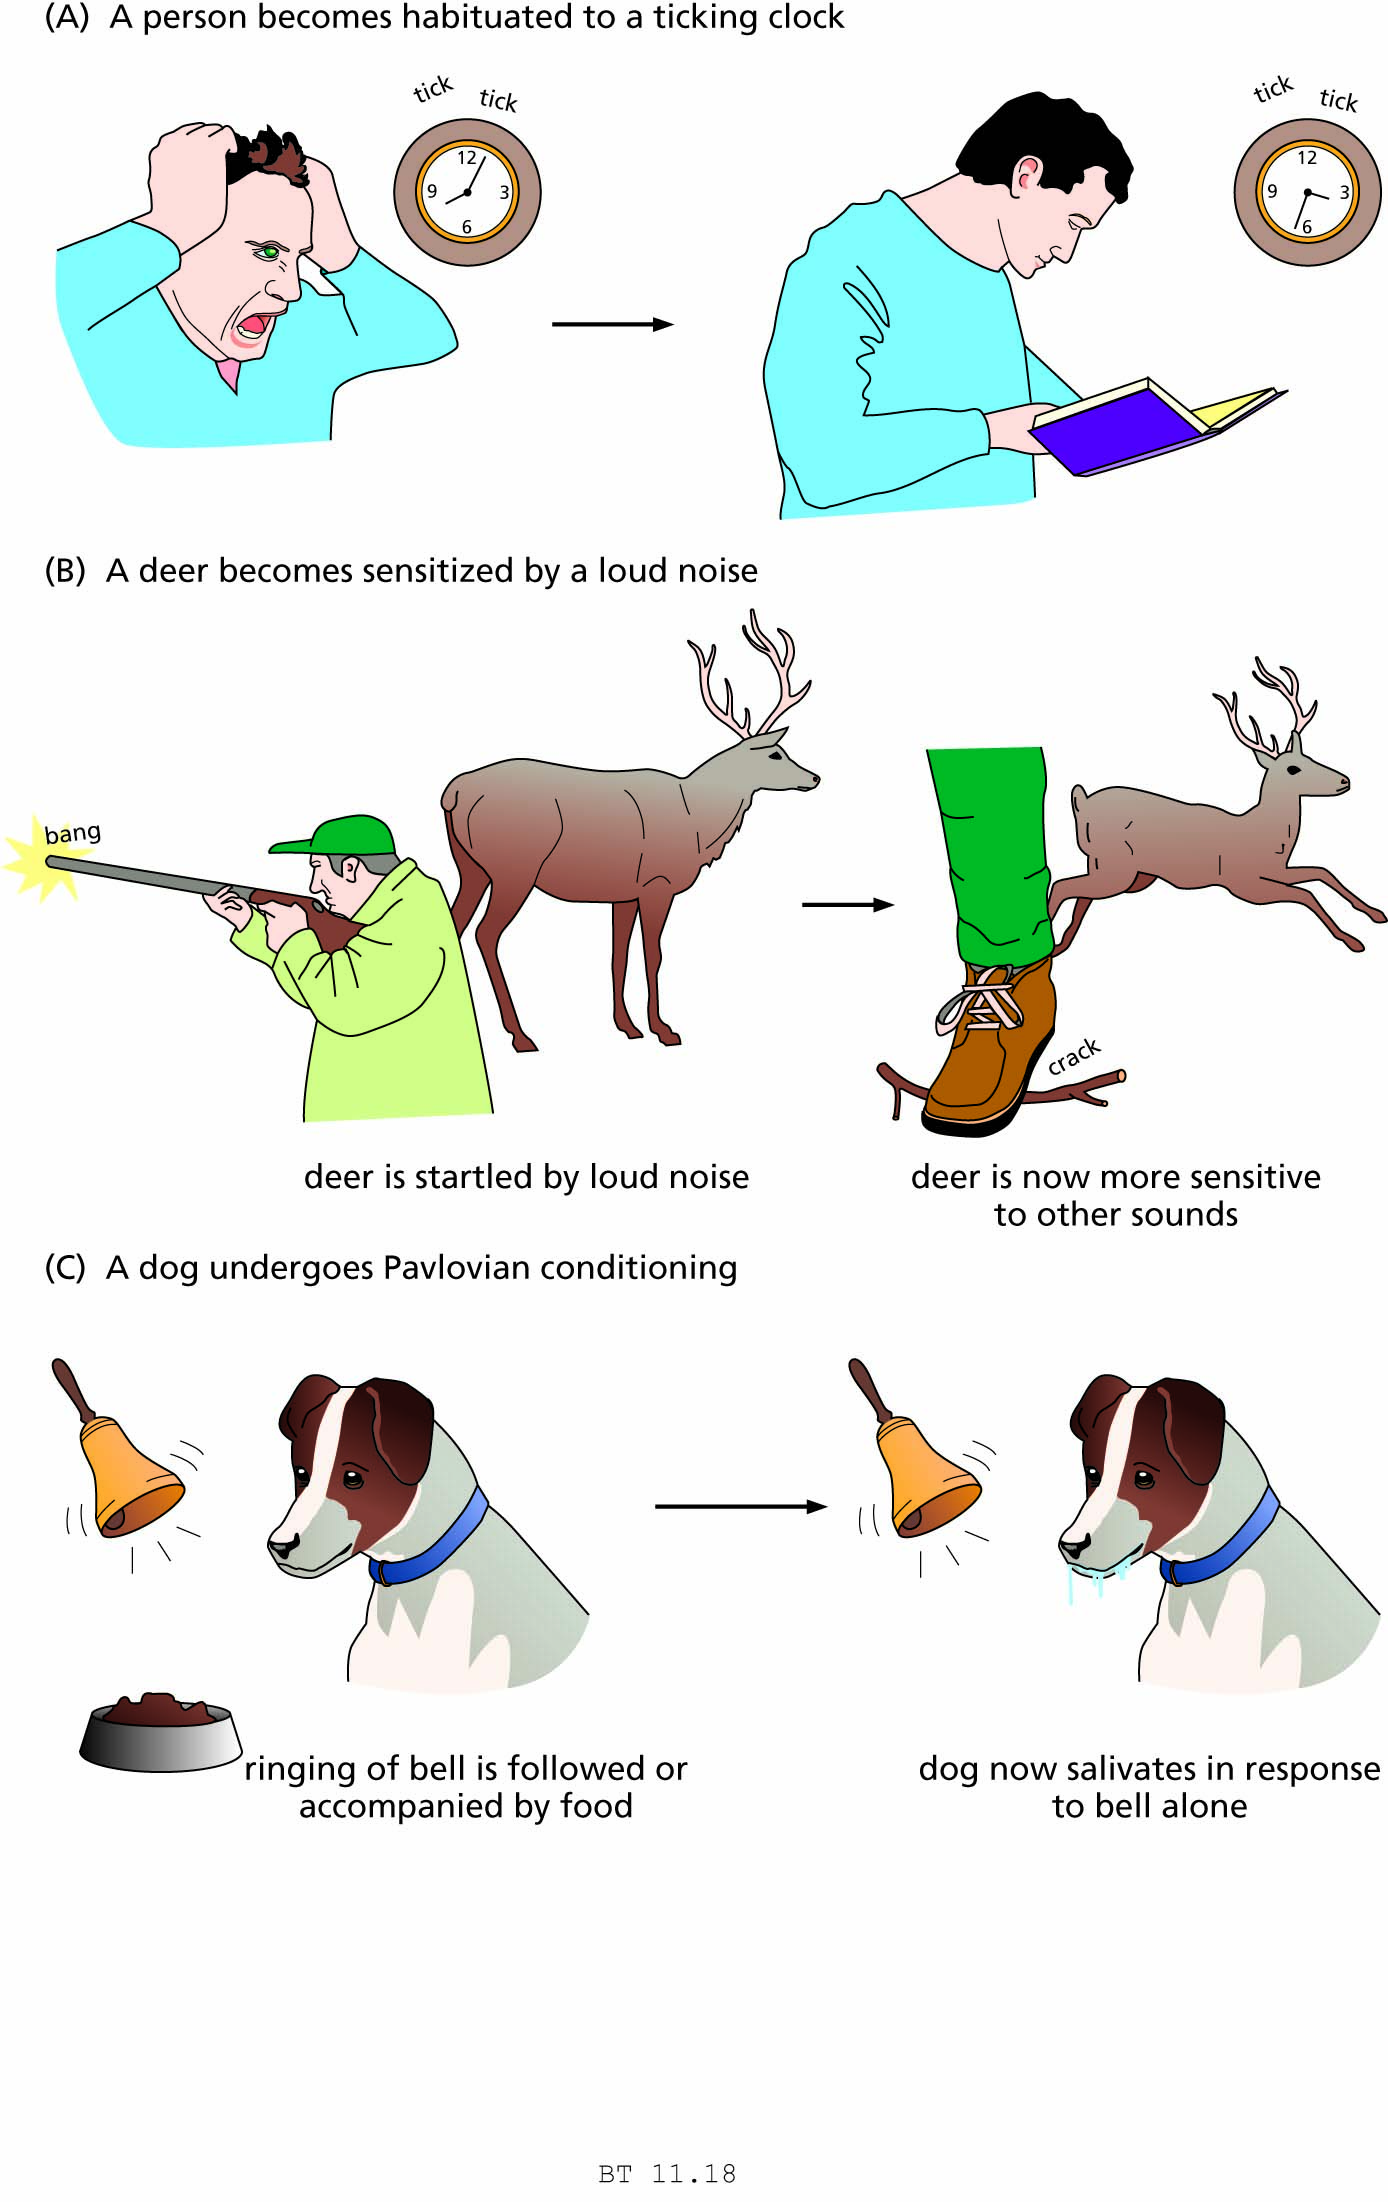 (A) A person becomes habituated to a ticking clock
tick tick
12
9 3
6
tick tick
12
9 3
6
(B) A deer becomes sensitized by a loud noise
bang
crack
deer is startled by loud noise
deer is now more sensitive
to other sounds
(C) A dog undergoes Pavlovian conditioning
ringing of bell is followed or
accompanied by food
dog now salivates in response
to bell alone
BT 11.18